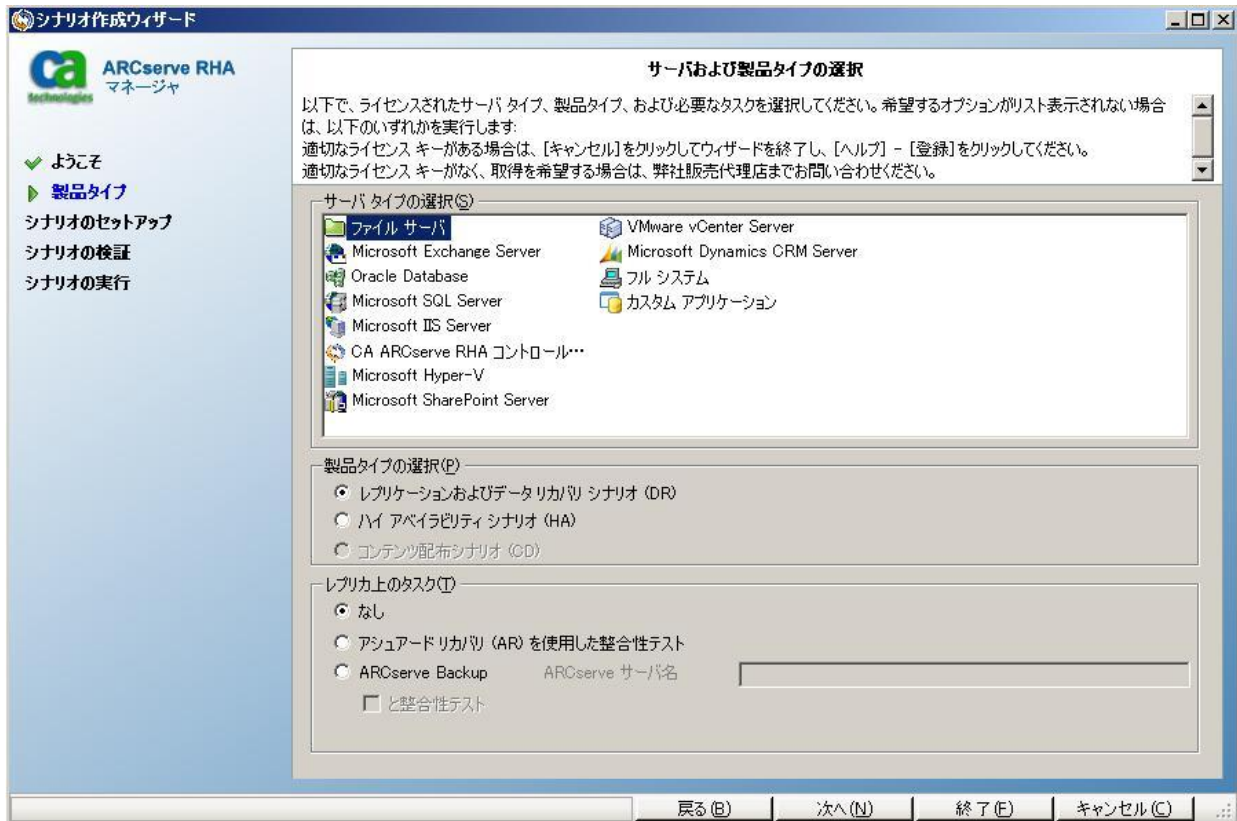 シナリオ作成ウィザード
ca
technologies
ARCserve RHA
マネージャ
ようこそ
製品タイプ
シナリオのセットアップ
シナリオの検証
シナリオの実行
サーバおよび製品タイプの選択
以下で、ライセンスされたサーバ タイプ、製品タイプ、および必要なタスクを選択してください。希望するオプションがリスト表示されない場合
は、以下のいずれかを実行します:
適切なライセンス キーがある場合は、[キャンセル]をクリックしてウィザードを終了し、[ヘルプ] - [登録]をクリックしてください。
適切なライセンス キーがなく、取得を希望する場合は、弊社販売代理店までお問い合わせください。
サーバ タイプの選択(S)
ファイル サーバ
Microsoft Exchange Server
Oracle Database
Microsoft SQL Server
Microsoft IIS Server
CA ARCserve RHA コントロール…
Microsoft Hyper-V
Microsoft SharePoint Server
VMware vCenter Server
Microsoft Dynamics CRM Server
フル システム
カスタム アプリケーション
製品タイプの選択(P)
レプリケーションおよびデータ リカバリ シナリオ (DR)
ハイ アベイラビリティ シナリオ (HA)
コンテンツ配布シナリオ (CD)
レプリカ上のタスク(T)
なし
アシュアード リカバリ (AR) を使用した整合性テスト
ARCserve Backup ARCserve サーバ名
と整合性テスト
戻る(B) 次へ(N) 終了(F) キャンセル(C)